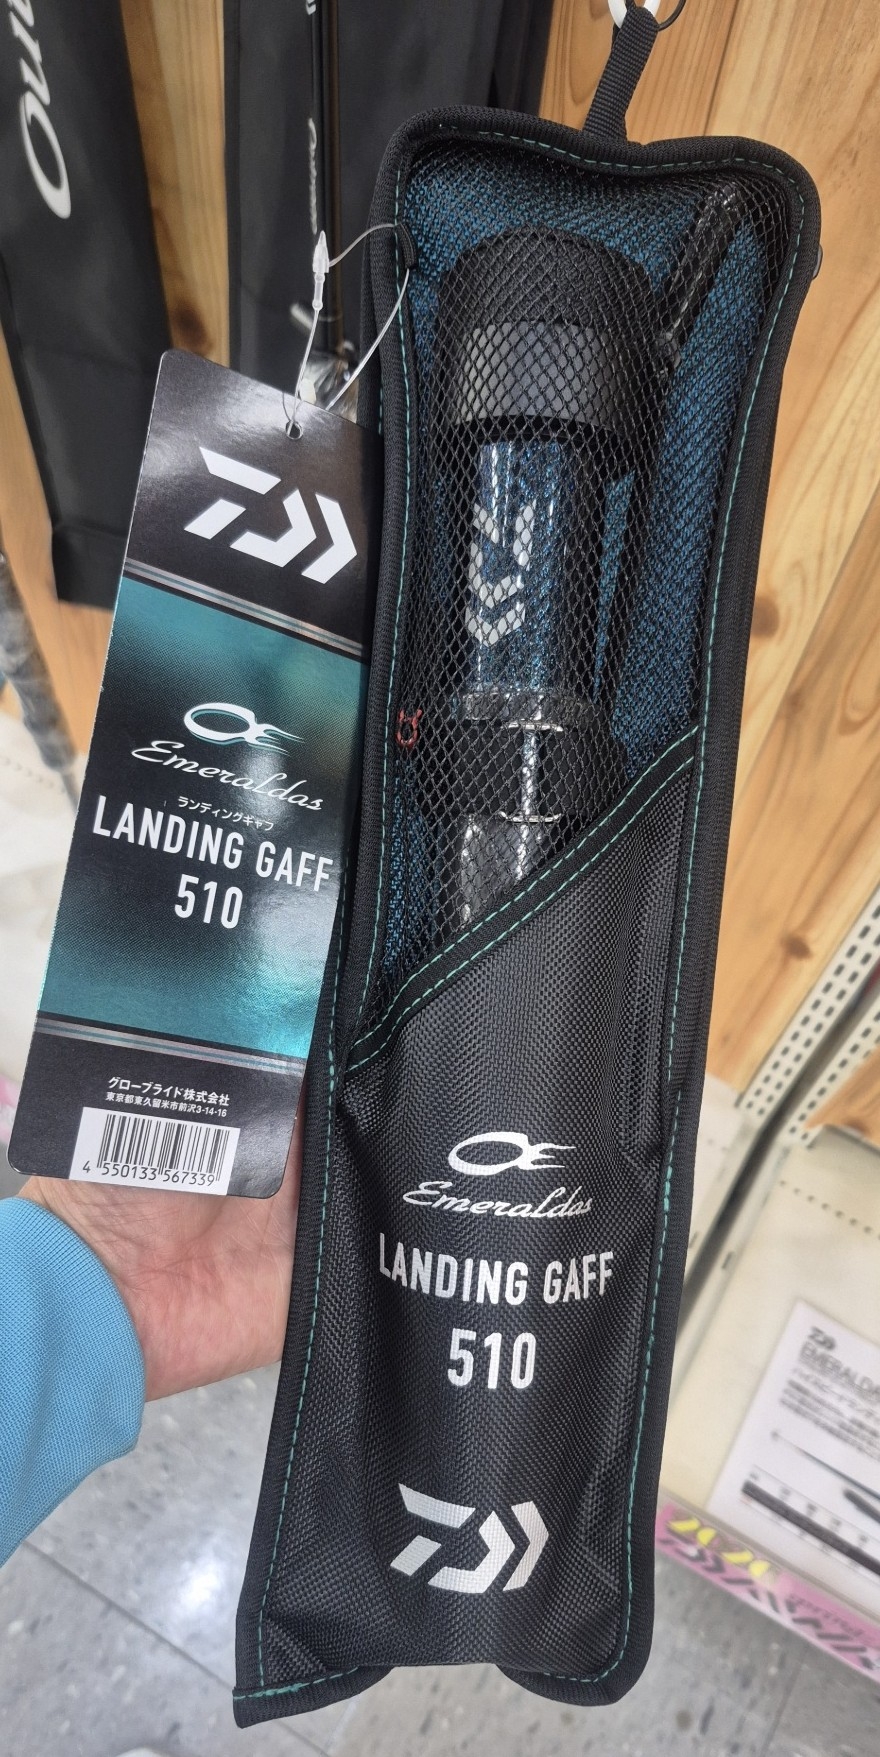 Emeraldas
ランディングギャフ
LANDING GAFF
510
グローブライド株式会社
東京都東久留米市前沢3-14-16
4 550133 567339
Emeraldas
LANDING GAFF
510